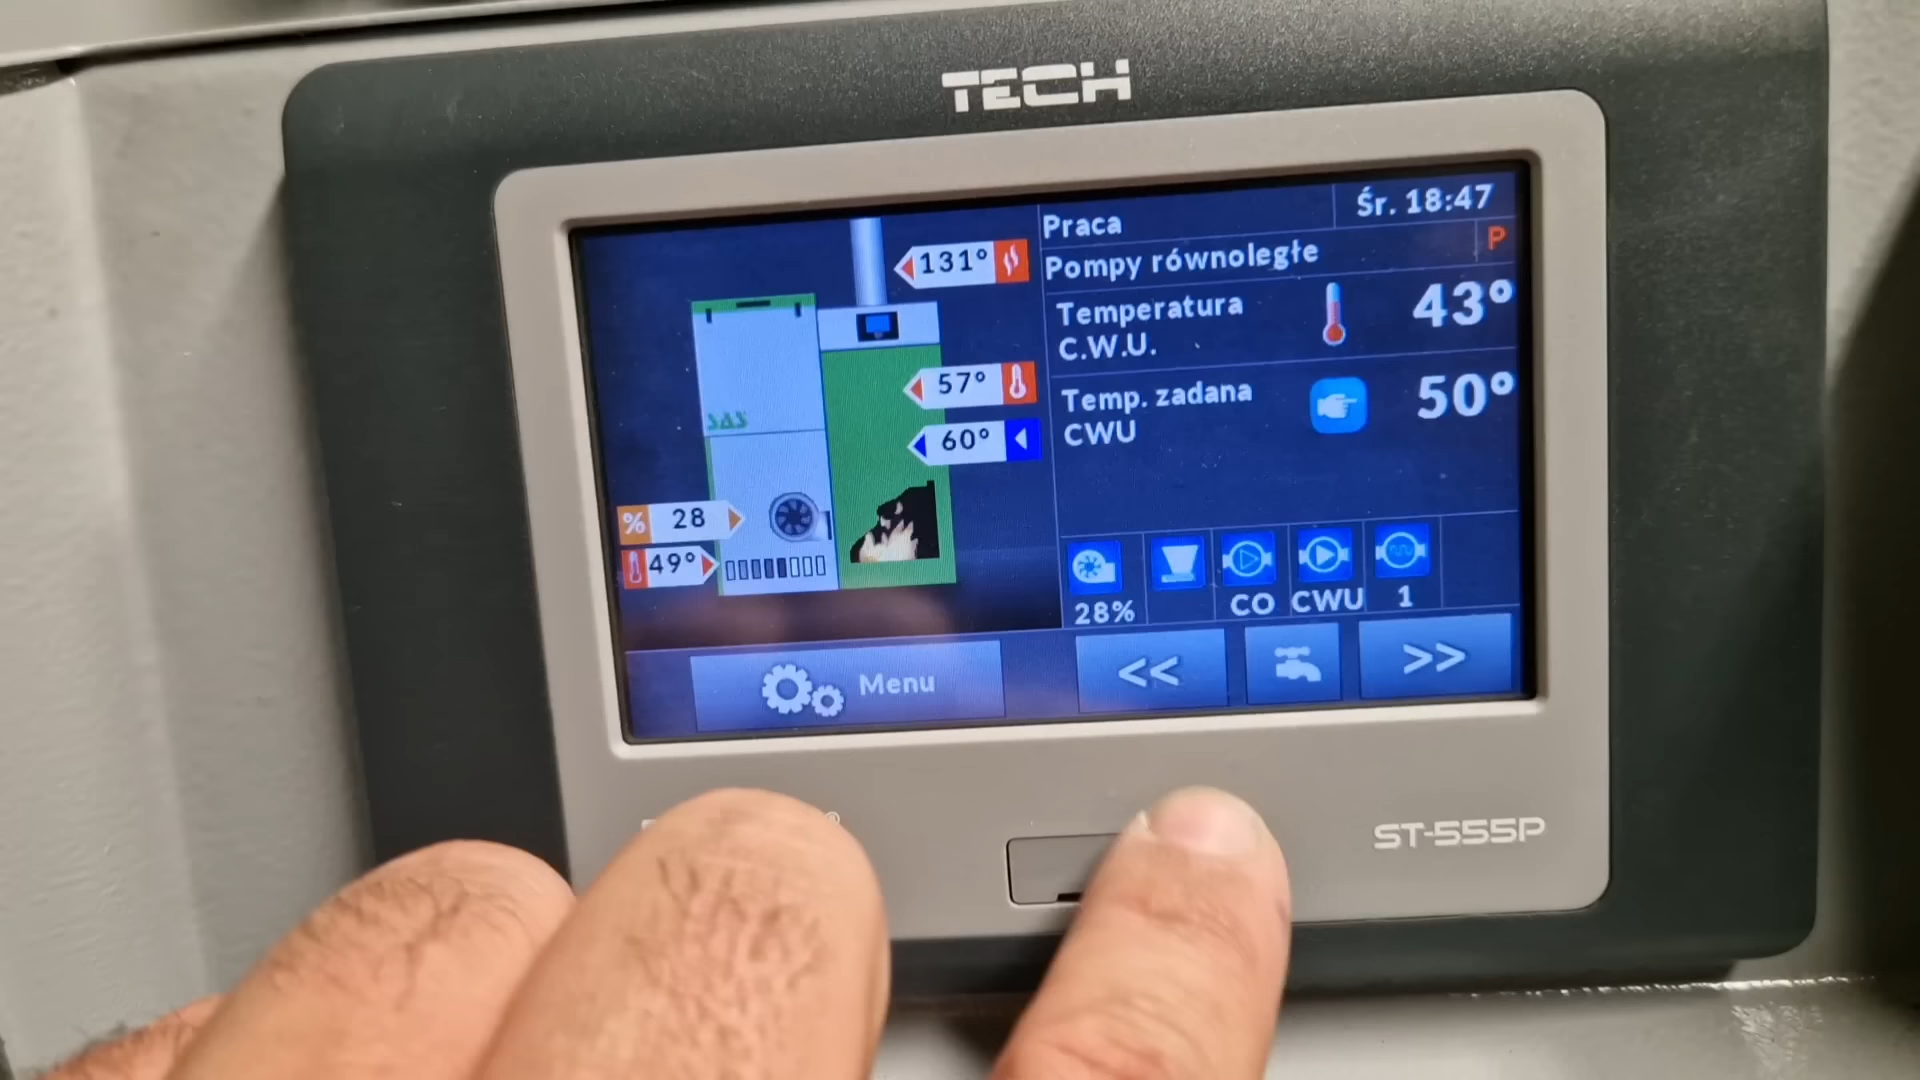 TECH
Praca
Śr. 18:47
Pompy równoległe
P
131°
Temperatura
C.W.U.
43°
57°
Temp. zadana
CWU
50°
60°
SAS
% 28
49°
28%
CO
CWU
1
Menu
<<
>>
ST-555P